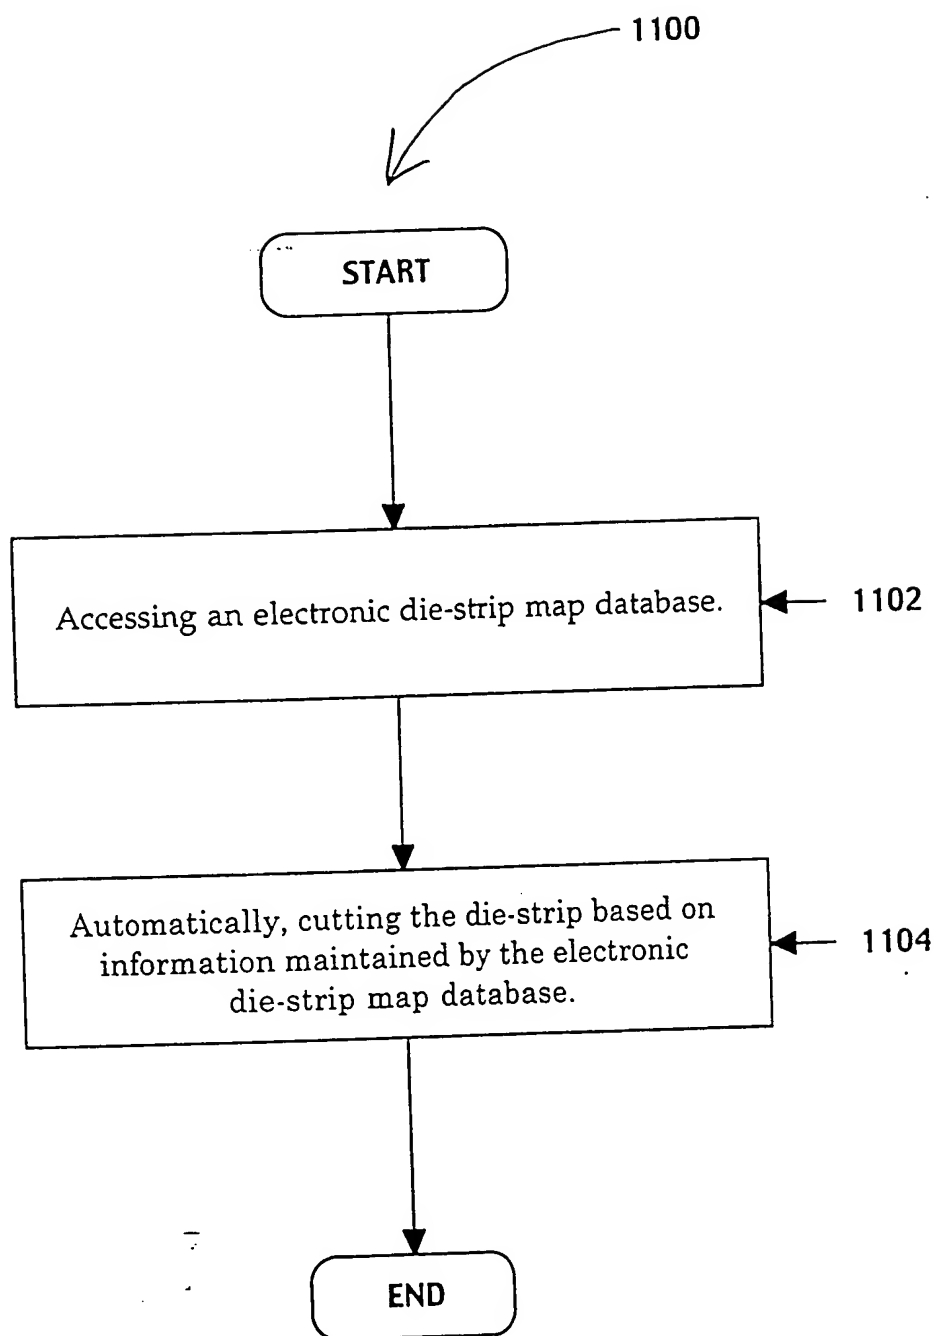 1100
START
Accessing an electronic die-strip map database.
1102
Automatically, cutting the die-strip based on
information maintained by the electronic
die-strip map database.
1104
END